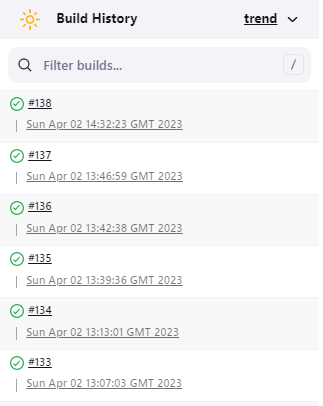 Build History
trend
Filter builds...
/
#138
Sun Apr 02 14:32:23 GMT 2023
#137
Sun Apr 02 13:46:59 GMT 2023
#136
Sun Apr 02 13:42:38 GMT 2023
#135
Sun Apr 02 13:39:36 GMT 2023
#134
Sun Apr 02 13:13:01 GMT 2023
#133
Sun Apr 02 13:07:03 GMT 2023